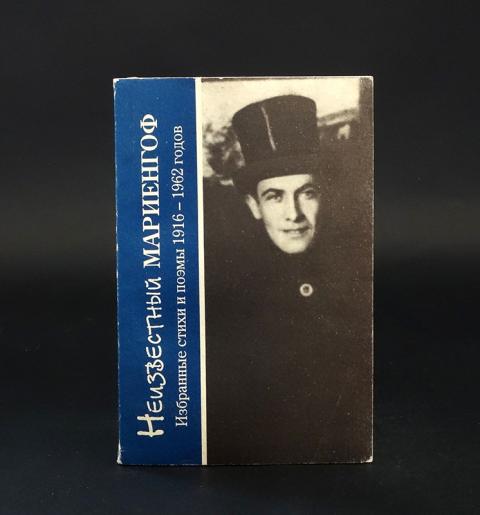 Неизвестный МАРИЕНГОФ
Избранные стихи и поэмы 1916 – 1962 годов